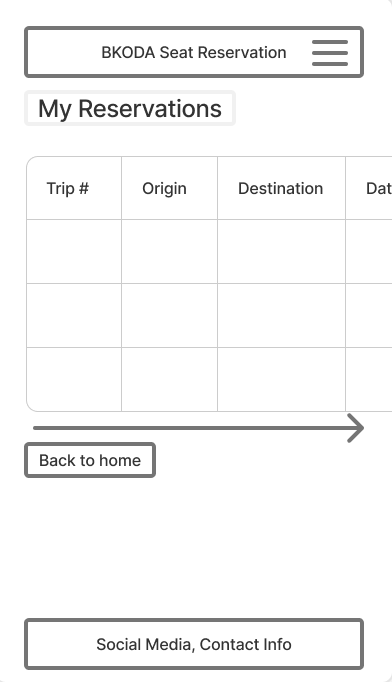 BKODA Seat Reservation
My Reservations
Trip # Origin Destination Dat
Back to home
Social Media, Contact Info